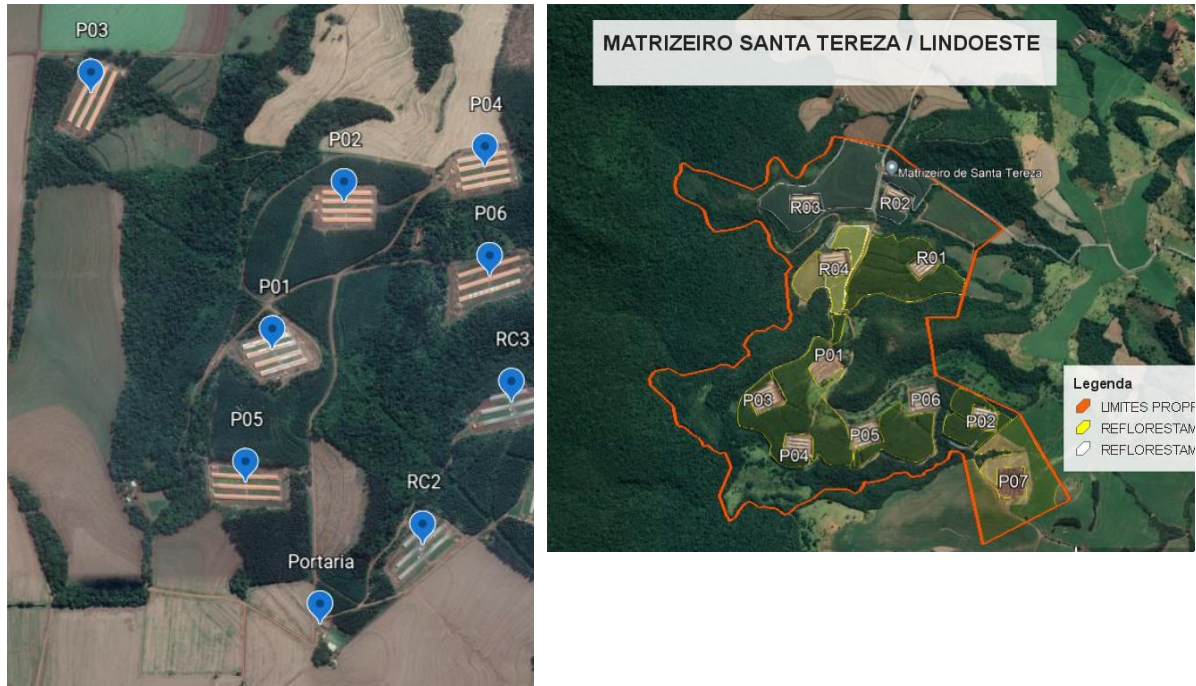 P03
P04
P02
P06
P01
RC3
P05
RC2
Portaria
MATRIZEIRO SANTA TEREZA / LINDOESTE
Matrizeiro de Santa Tereza
R03
R02
R04
R01
P01
P03
P06
P02
P05
P04
P07
Legenda
LIMITES PROPR
REFLORESTAM
REFLORESTAM